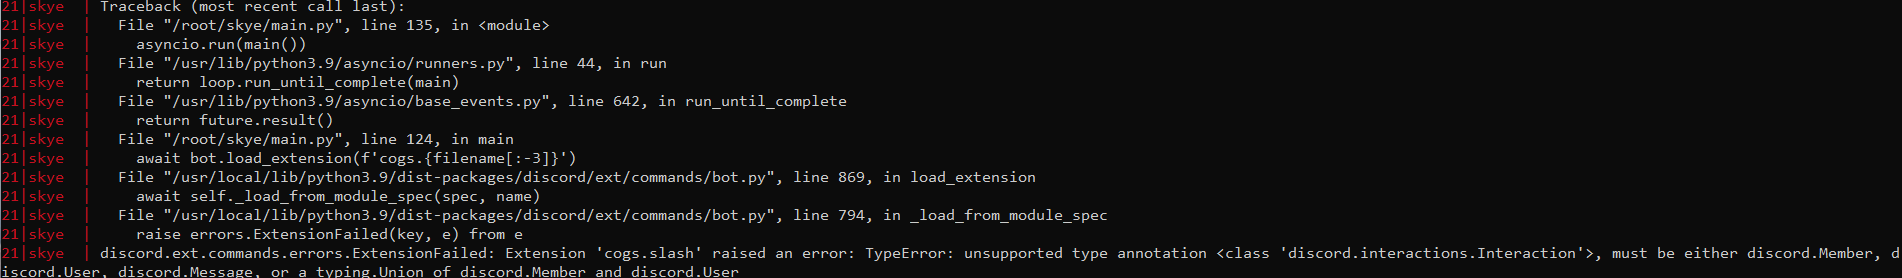 21|skye  | Traceback (most recent call last):
21|skye  |   File "/root/skye/main.py", line 135, in <module>
21|skye  |     asyncio.run(main())
21|skye  |   File "/usr/lib/python3.9/asyncio/runners.py", line 44, in run
21|skye  |     return loop.run_until_complete(main)
21|skye  |   File "/usr/lib/python3.9/asyncio/base_events.py", line 642, in run_until_complete
21|skye  |     return future.result()
21|skye  |   File "/root/skye/main.py", line 124, in main
21|skye  |     await bot.load_extension(f'cogs.{filename[:-3]}')
21|skye  |   File "/usr/local/lib/python3.9/dist-packages/discord/ext/commands/bot.py", line 869, in load_extension
21|skye  |     await self._load_from_module_spec(spec, name)
21|skye  |   File "/usr/local/lib/python3.9/dist-packages/discord/ext/commands/bot.py", line 794, in _load_from_module_spec
21|skye  |     raise errors.ExtensionFailed(key, e) from e
21|skye  | discord.ext.commands.errors.ExtensionFailed: Extension 'cogs.slash' raised an error: TypeError: unsupported type annotation <class 'discord.interactions.Interaction'>, must be either discord.Member, d
iscord.User, discord.Message, or a typing.Union of discord.Member and discord.User